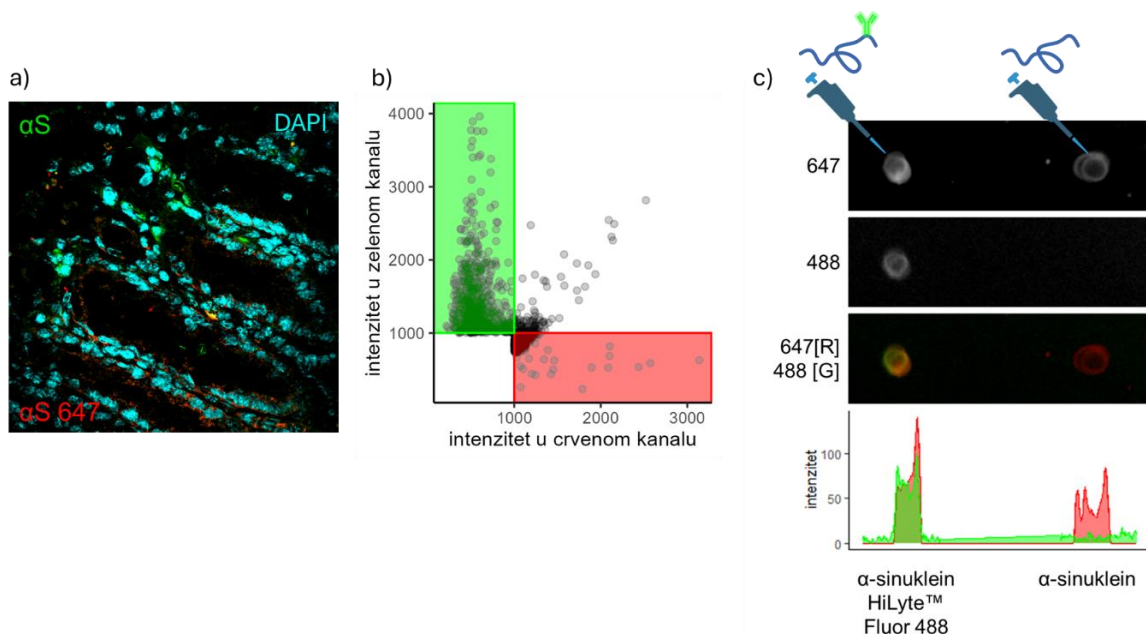 a)
αS
DAPI
αS 647
b)
intenzitet u zelenom kanalu
4000
3000
2000
1000
1000
2000
3000
intenzitet u crvenom kanalu
c)
647
488
647[R]
488 [G]
intenzitet
100
50
0
α-sinuklein
HiLyte™
Fluor 488
α-sinuklein